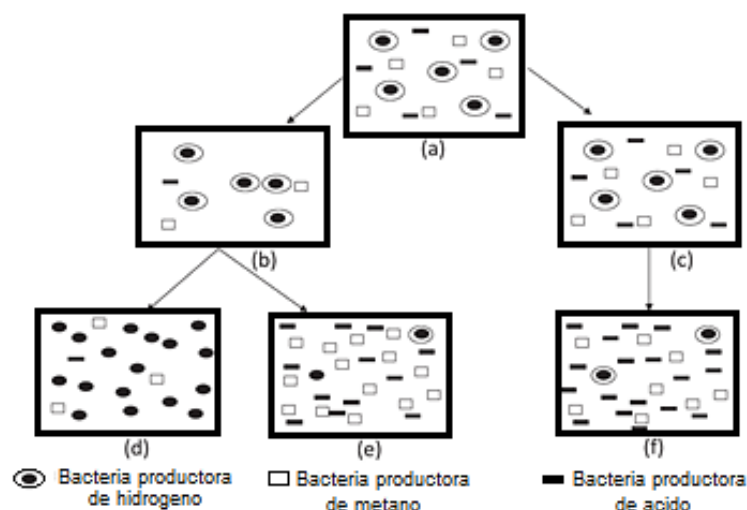 (a)
(b)
(c)
(d)
(e)
(f)
Bacteria productora
de hidrogeno
Bacteria productora
de metano
Bacteria productora
de acido